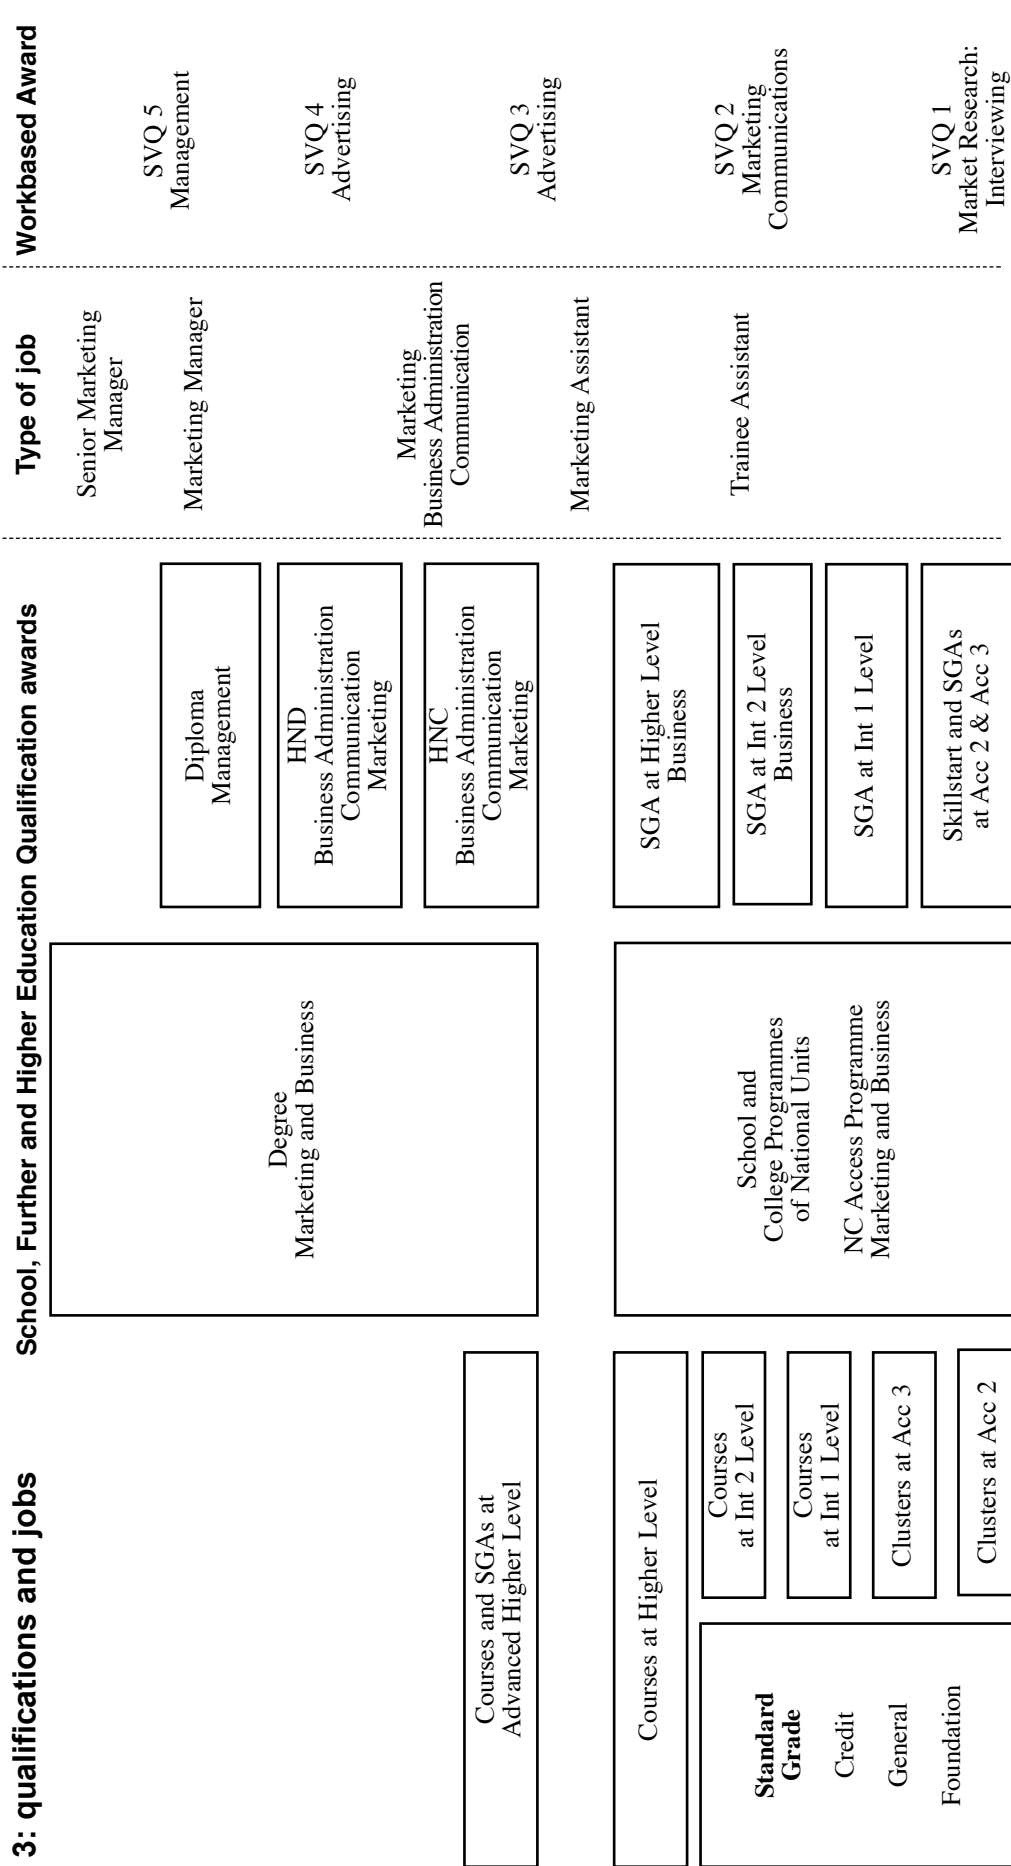 3: qualifications and jobs
School, Further and Higher Education Qualification awards
Type of job
Workbased Award
Courses and SGAs at
Advanced Higher Level
Courses at Higher Level
Standard
Grade
Credit
General
Foundation
Courses
at Int 2 Level
Courses
at Int 1 Level
Clusters at Acc 3
Clusters at Acc 2
Degree
Marketing and Business
School and
College Programmes
of National Units
NC Access Programme
Marketing and Business
Diploma
Management
HND
Business Administration
Communication
Marketing
HNC
Business Administration
Communication
Marketing
SGA at Higher Level
Business
SGA at Int 2 Level
Business
SGA at Int 1 Level
Skillstart and SGAs
at Acc 2 & Acc 3
Senior Marketing
Manager
Marketing Manager
Marketing
Business Administration
Communication
Marketing Assistant
Trainee Assistant
SVQ 5
Management
SVQ 4
Advertising
SVQ 3
Advertising
SVQ 2
Marketing
Communications
SVQ 1
Market Research:
Interviewing